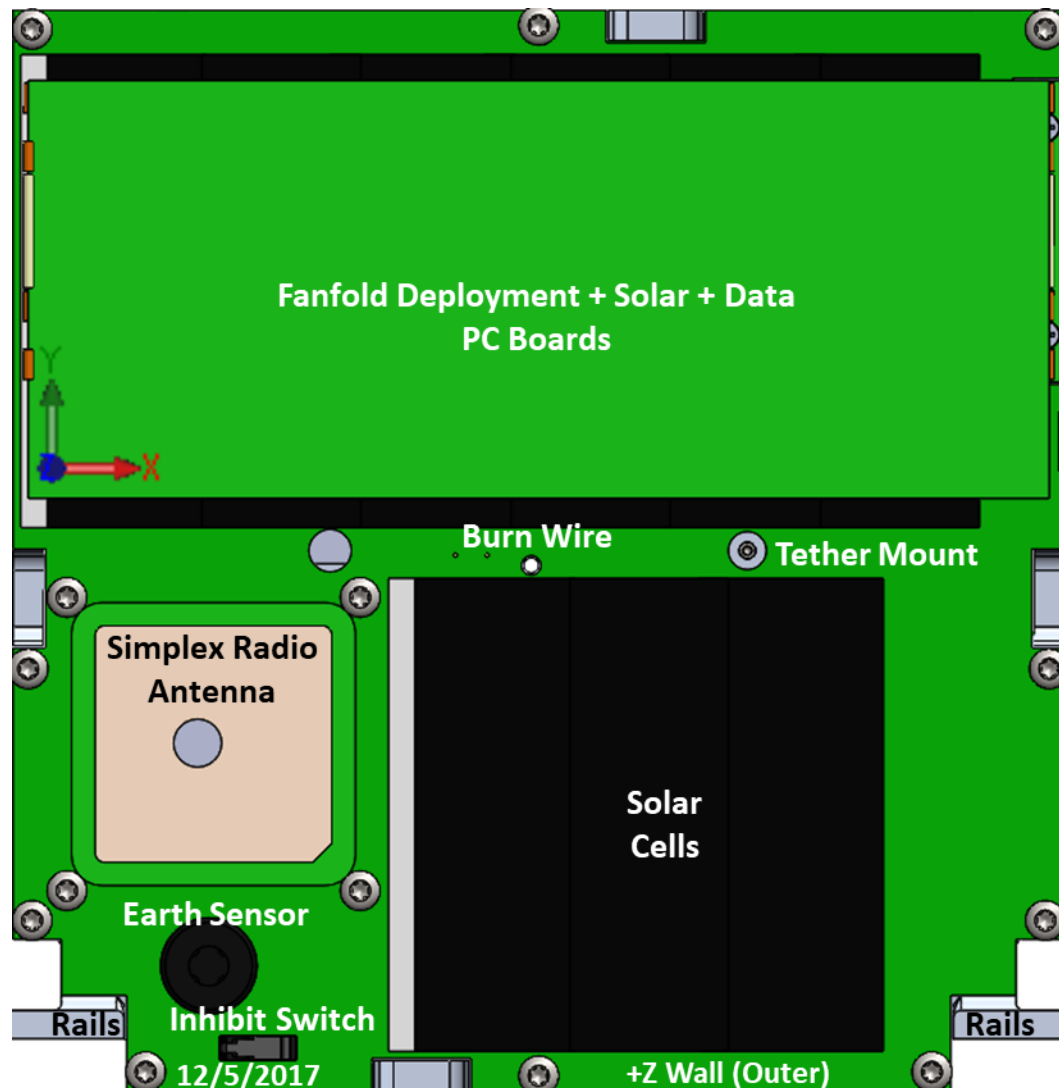 Fanfold Deployment + Solar + Data
PC Boards
Y
Z
X
Burn Wire
Tether Mount
Simplex Radio
Antenna
Solar
Cells
Earth Sensor
Inhibit Switch
Rails
Rails
12/5/2017
+Z Wall (Outer)